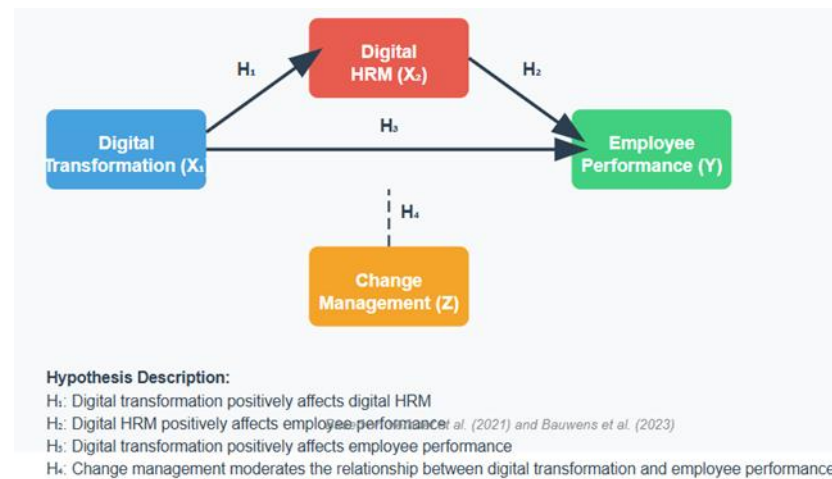 Digital
HRM (X₂)
H₁
H₂
H₃
Digital
Transformation (X₁
Employee
Performance (Y)
H₄
Change
Management (Z)
Hypothesis Description:
H₁: Digital transformation positively affects digital HRM
H₂: Digital HRM positively affects employee performance
et al. (2021) and Bauwens et al. (2023)
H₃: Digital transformation positively affects employee performance
H₄: Change management moderates the relationship between digital transformation and employee performance